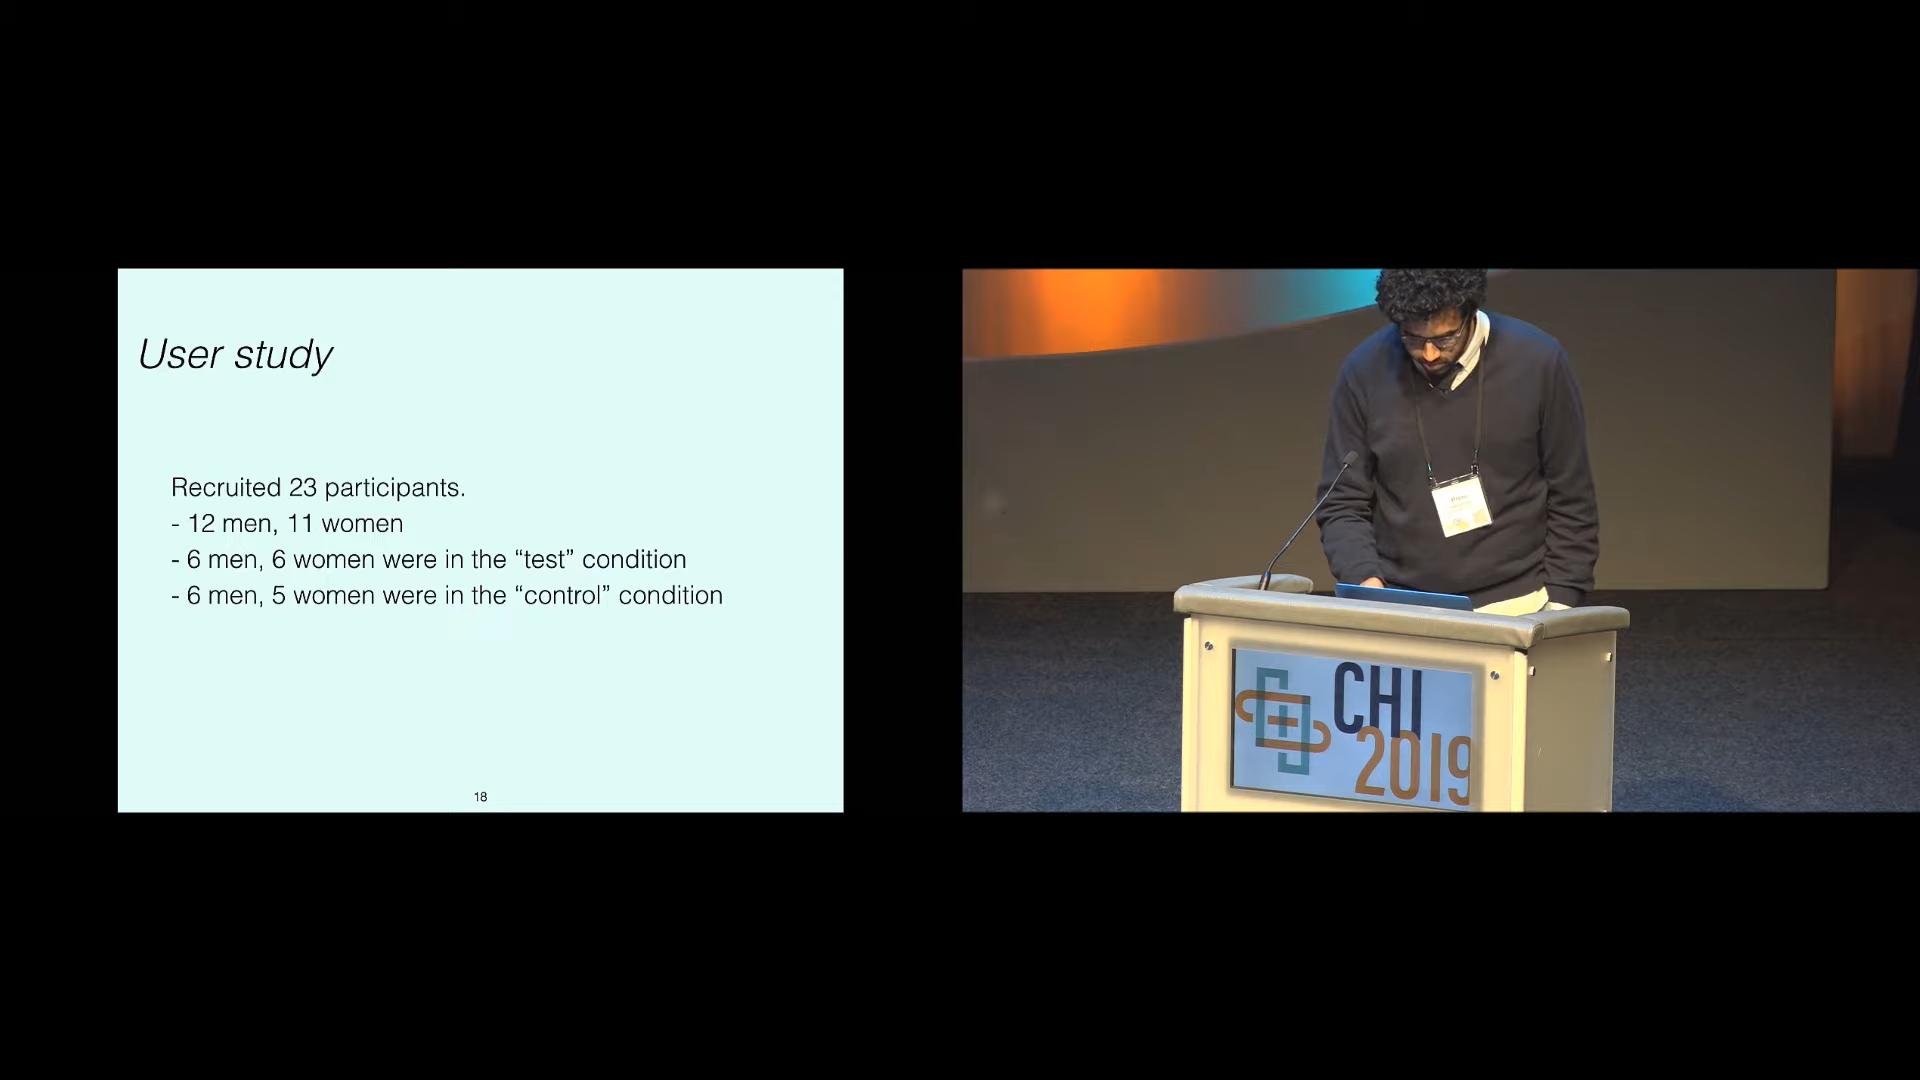 User study
Recruited 23 participants.
- 12 men, 11 women
- 6 men, 6 women were in the “test” condition
- 6 men, 5 women were in the “control” condition
18
CHI
2019